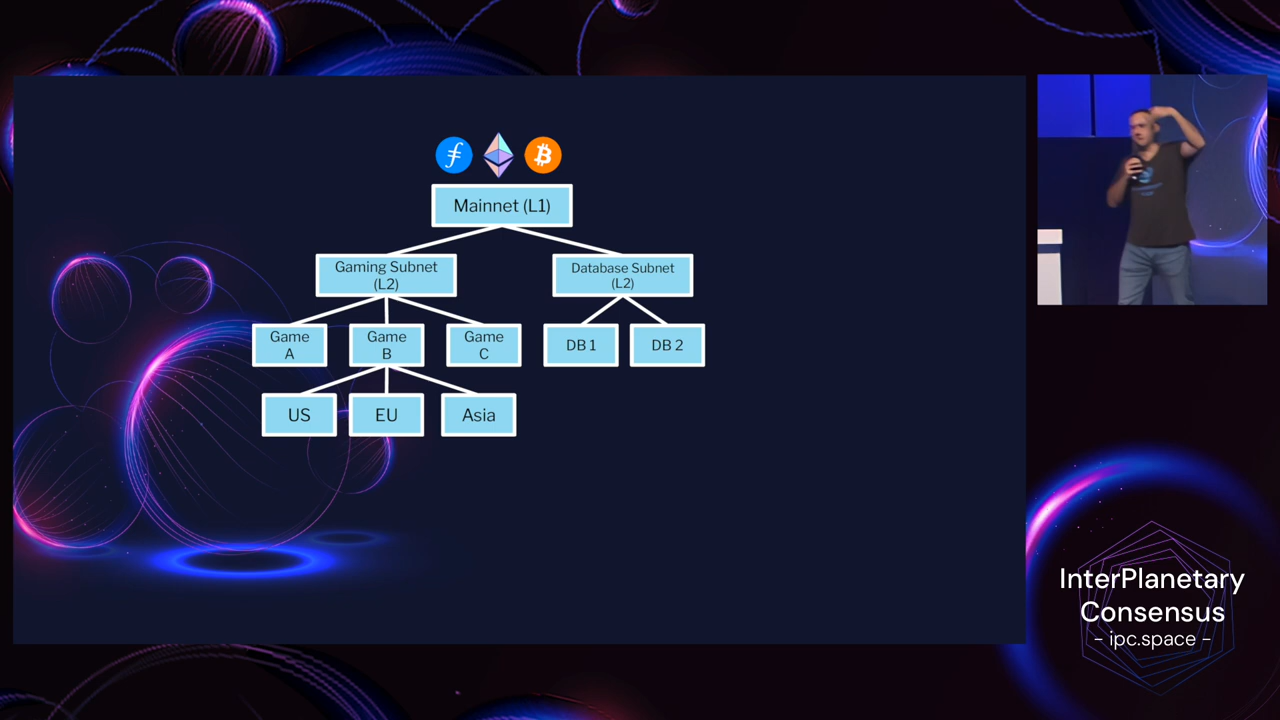 Mainnet (L1)
Gaming Subnet
(L2)
Database Subnet
(L2)
Game
A
Game
B
Game
C
DB 1
DB 2
US
EU
Asia
InterPlanetary
Consensus
- ipc.space -